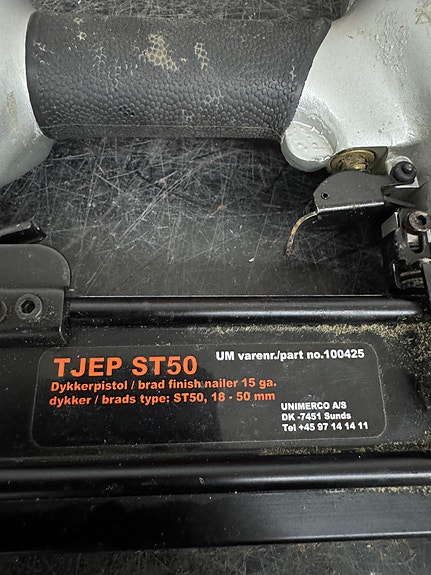 TJEP ST50
UM varenr./part no.100425
Dykkerpistol / brad finish nailer 15 ga.
dykker / brads type: ST50, 18 - 50 mm
UNIMERCO A/S
DK -7451 Sunds
Tel +45 97 14 14 11